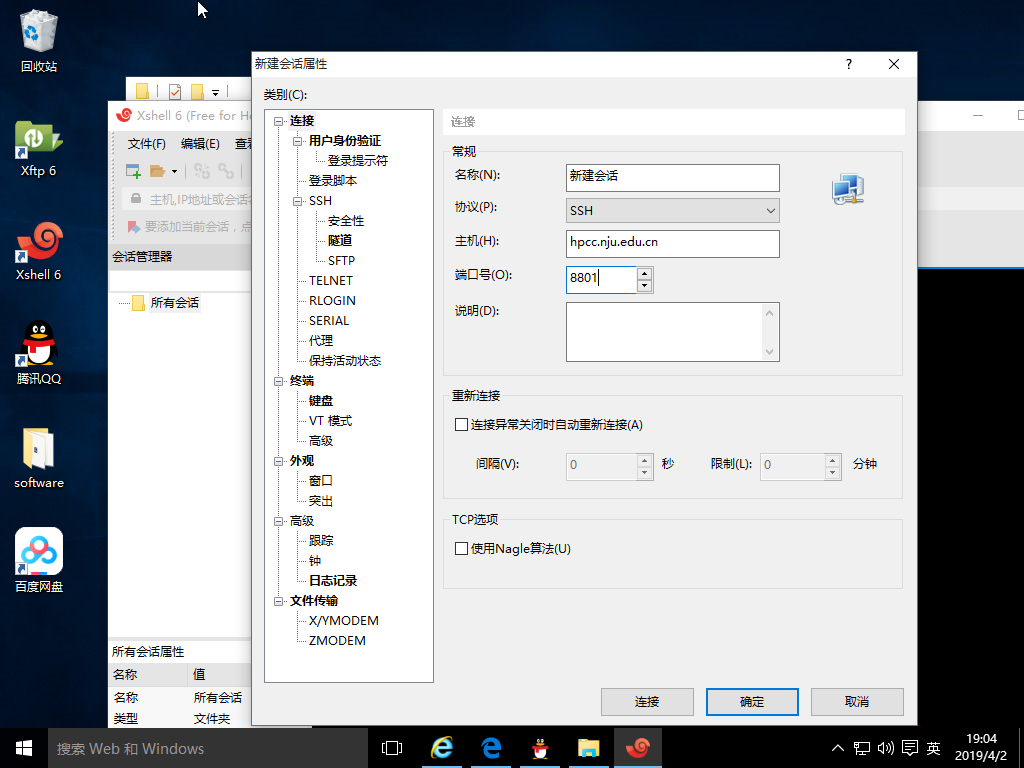 回收站
Xftp 6
Xshell 6
腾讯QQ
software
百度网盘
Xshell 6 (Free for H
文件(F) 编辑(E) 查看
主机,IP地址或会话
要添加当前会话，点
会话管理器
所有会话
所有会话属性
名称 值
名称 所有会话
类型 文件夹
新建会话属性
?
类别(C):
连接
用户身份验证
登录提示符
登录脚本
SSH
安全性
隧道
SFTP
TELNET
RLOGIN
SERIAL
代理
保持活动状态
终端
键盘
VT 模式
高级
外观
窗口
突出
高级
跟踪
钟
日志记录
文件传输
X/YMODEM
ZMODEM
连接
常规
名称(N): 新建会话
协议(P): SSH
主机(H): hpcc.nju.edu.cn
端口号(O): 8801
说明(D):
重新连接
连接异常关闭时自动重新连接(A)
间隔(V): 0 秒 限制(L): 0 分钟
TCP选项
使用Nagle算法(U)
连接 确定 取消
搜索 Web 和 Windows
英
19:04
2019/4/2